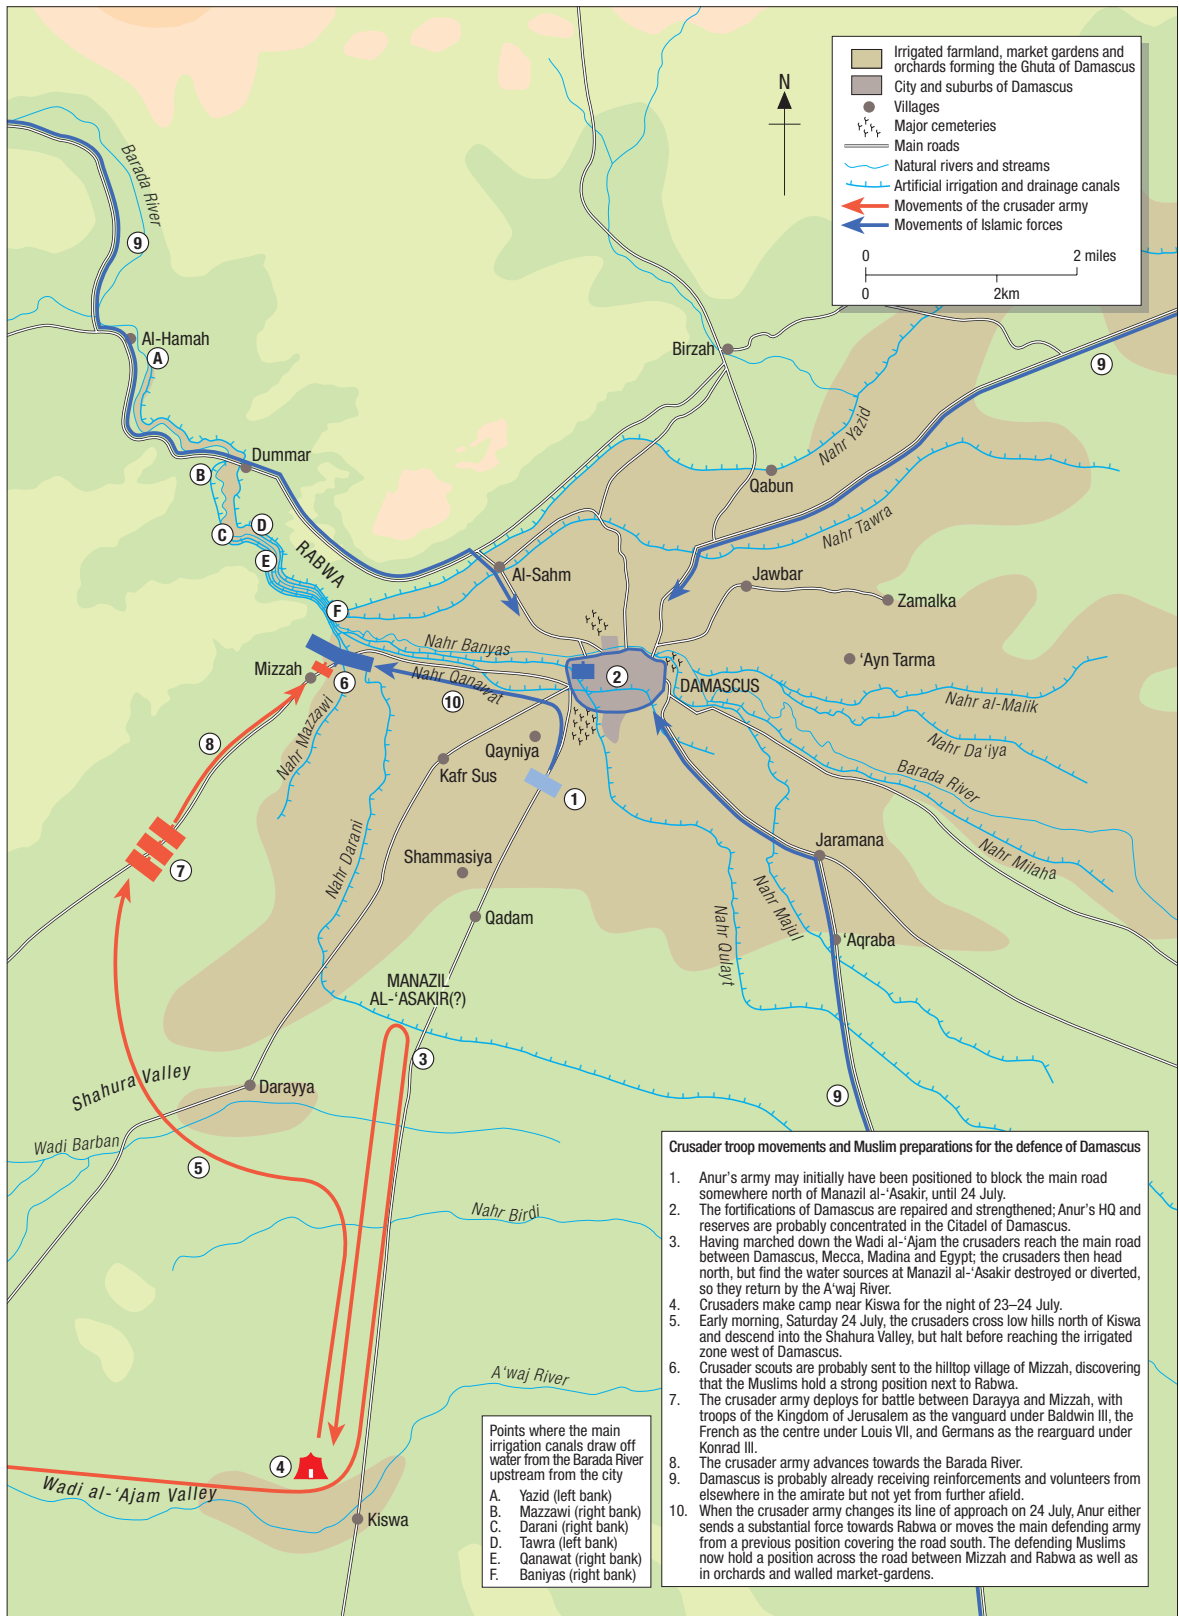 N
Irrigated farmland, market gardens and
orchards forming the Ghuta of Damascus
City and suburbs of Damascus
Villages
Major cemeteries
Main roads
Natural rivers and streams
Artificial irrigation and drainage canals
Movements of the crusader army
Movements of Islamic forces
0 2 miles
0 2km
Barada River
9
Al-Hamah
A
Birzah
9
Dummar
B
Nahr Yazid
Qabun
C
D
E
RABWA
Nahr Tawra
Al-Sahm
Jawbar
Zamalka
F
Nahr Banyas
'Ayn Tarma
Mizzah
6
Nahr Qanawat
2
DAMASCUS
10
Nahr al-Malik
Nahr Mazzawi
8
Qayniya
Nahr Da'iya
Kafr Sus
Barada River
1
Nahr Darani
Jaramana
Shammasiya
Nahr Milaha
7
Qadam
Nahr Qulayt
Nahr Majul
'Aqraba
MANAZIL
AL-'ASAKIR(?)
3
Shahura Valley
Darayya
9
Wadi Barban
5
Nahr Birdi
A'waj River
4
Wadi al-'Ajam Valley
Kiswa
Points where the main
irrigation canals draw off
water from the Barada River
upstream from the city
A. Yazid (left bank)
B. Mazzawi (right bank)
C. Darani (right bank)
D. Tawra (left bank)
E. Qanawat (right bank)
F. Baniyas (right bank)
Crusader troop movements and Muslim preparations for the defence of Damascus
1. Anur's army may initially have been positioned to block the main road
somewhere north of Manazil al-'Asakir, until 24 July.
2. The fortifications of Damascus are repaired and strengthened; Anur's HQ and
reserves are probably concentrated in the Citadel of Damascus.
3. Having marched down the Wadi al-'Ajam the crusaders reach the main road
between Damascus, Mecca, Madina and Egypt; the crusaders then head
north, but find the water sources at Manazil al-'Asakir destroyed or diverted,
so they return by the A'waj River.
4. Crusaders make camp near Kiswa for the night of 23–24 July.
5. Early morning, Saturday 24 July, the crusaders cross low hills north of Kiswa
and descend into the Shahura Valley, but halt before reaching the irrigated
zone west of Damascus.
6. Crusader scouts are probably sent to the hilltop village of Mizzah, discovering
that the Muslims hold a strong position next to Rabwa.
7. The crusader army deploys for battle between Darayya and Mizzah, with
troops of the Kingdom of Jerusalem as the vanguard under Baldwin III, the
French as the centre under Louis VII, and Germans as the rearguard under
Konrad III.
8. The crusader army advances towards the Barada River.
9. Damascus is probably already receiving reinforcements and volunteers from
elsewhere in the amirate but not yet from further afield.
10. When the crusader army changes its line of approach on 24 July, Anur either
sends a substantial force towards Rabwa or moves the main defending army
from a previous position covering the road south. The defending Muslims
now hold a position across the road between Mizzah and Rabwa as well as
in orchards and walled market-gardens.